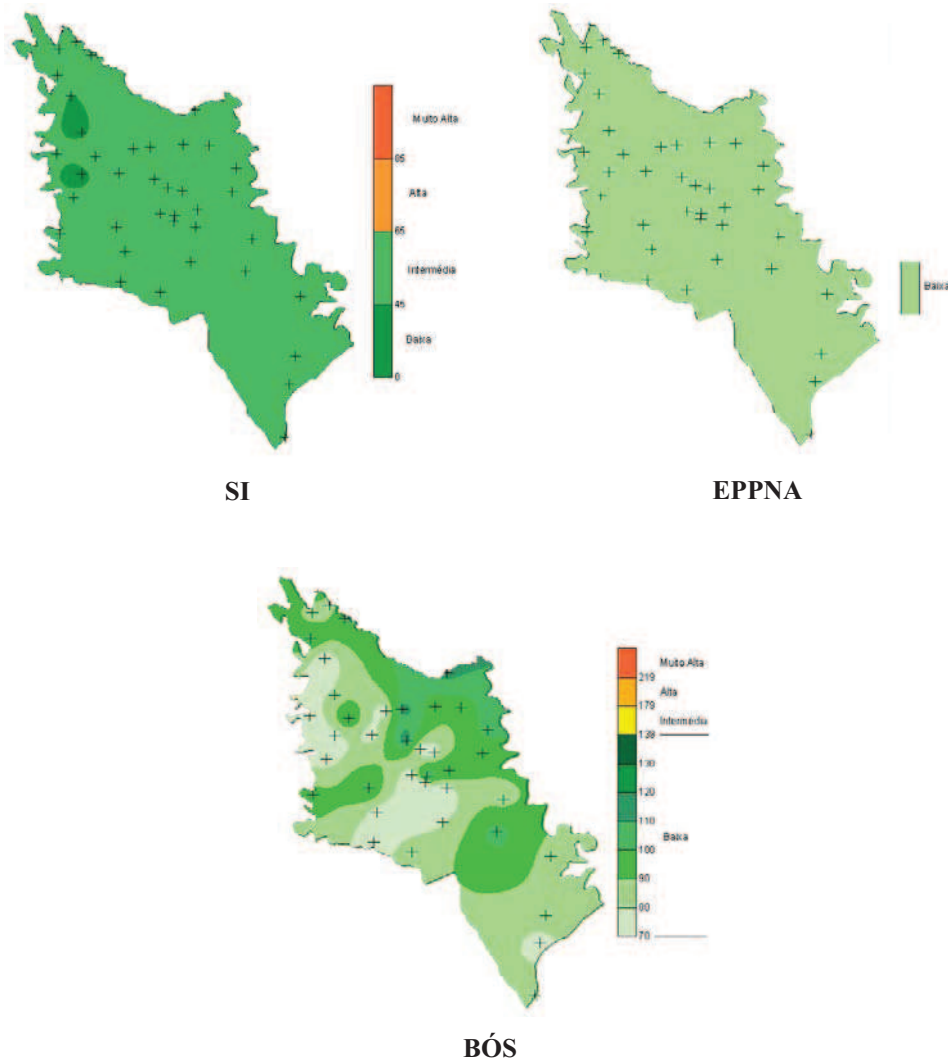 Muito Alta
85
Alta
65
Intermédia
45
Baixa
0
Baixa
SI
EPPNA
Muito Alta
219
Alta
179
Intermédia
139
130
120
110
Baixa
100
90
80
70
BÓS